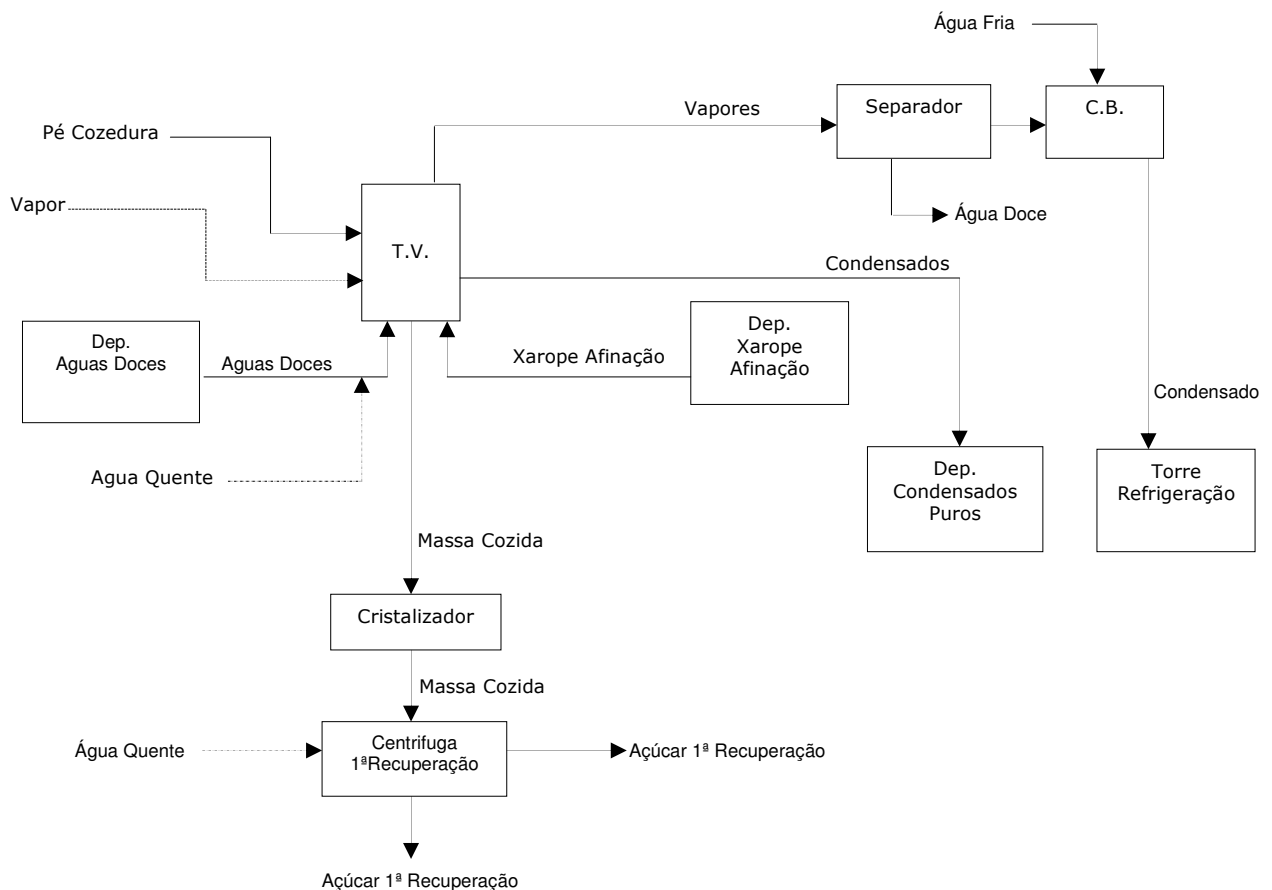 Água Fria
Vapores
Separador
C.B.
Pé Cozedura
Vapor
Água Doce
T.V.
Condensados
Dep.
Aguas Doces
Aguas Doces
Xarope Afinação
Dep.
Xarope
Afinação
Condensado
Agua Quente
Dep.
Condensados
Puros
Torre
Refrigeração
Massa Cozida
Cristalizador
Massa Cozida
Água Quente
Centrifuga
1ªRecuperação
Açúcar 1ª Recuperação
Açúcar 1ª Recuperação